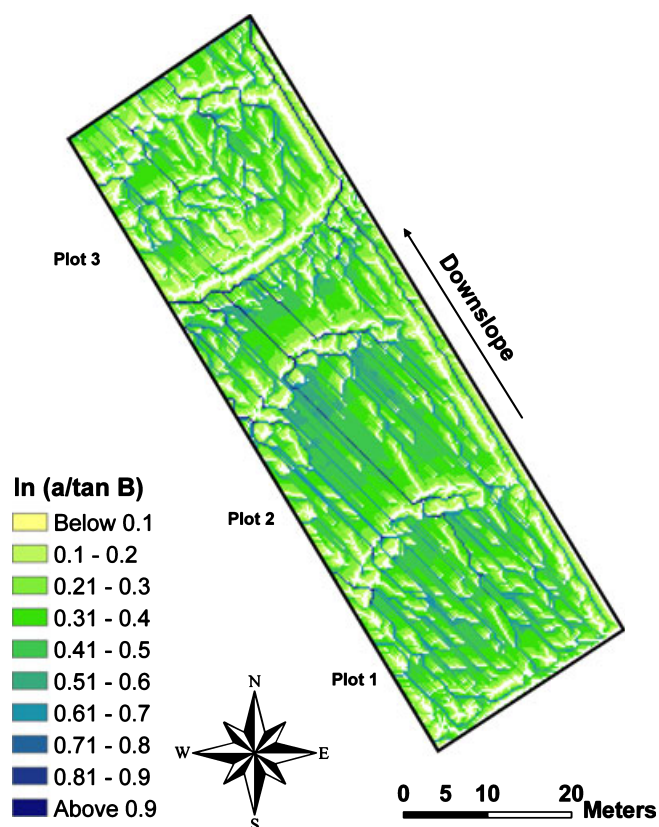 Plot 3
Downslope
ln (a/tan B)
Below 0.1
0.1 - 0.2
0.21 - 0.3
0.31 - 0.4
0.41 - 0.5
0.51 - 0.6
0.61 - 0.7
0.71 - 0.8
0.81 - 0.9
Above 0.9
Plot 2
Plot 1
N
W
E
S
0 5 10 20
Meters